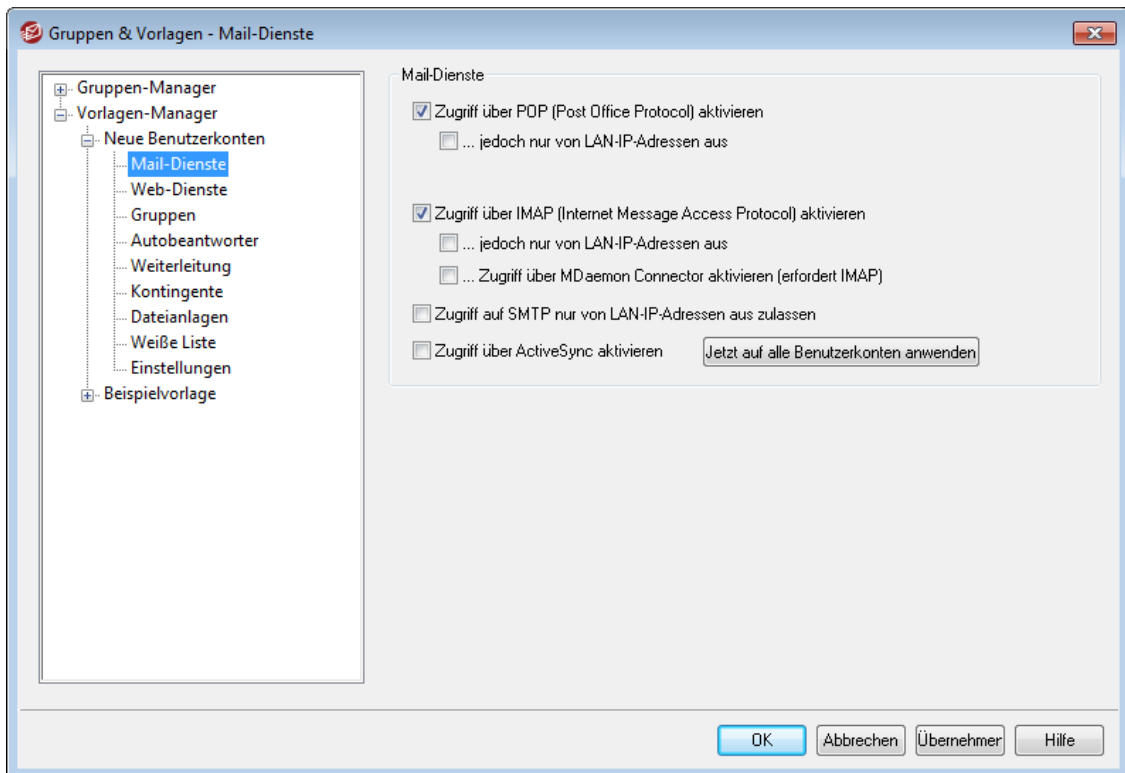 Gruppen & Vorlagen - Mail-Dienste
Gruppen-Manager
Vorlagen-Manager
Neue Benutzerkonten
Mail-Dienste
Web-Dienste
Gruppen
Autobeantworter
Weiterleitung
Kontingente
Dateianlagen
Weiße Liste
Einstellungen
Beispielvorlage
Mail-Dienste
Zugriff über POP (Post Office Protocol) aktivieren
... jedoch nur von LAN-IP-Adressen aus
Zugriff über IMAP (Internet Message Access Protocol) aktivieren
... jedoch nur von LAN-IP-Adressen aus
... Zugriff über MDaemon Connector aktivieren (erfordert IMAP)
Zugriff auf SMTP nur von LAN-IP-Adressen aus zulassen
Zugriff über ActiveSync aktivieren Jetzt auf alle Benutzerkonten anwenden
OK Abbrechen Übernehmer Hilfe